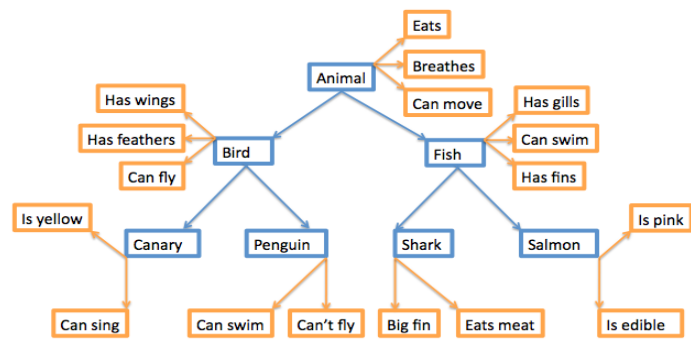 Eats
Animal
Breathes
Can move
Has wings
Has feathers
Can fly
Bird
Has gills
Can swim
Has fins
Fish
Is yellow
Canary
Can sing
Penguin
Can swim
Can't fly
Shark
Big fin
Eats meat
Salmon
Is pink
Is edible